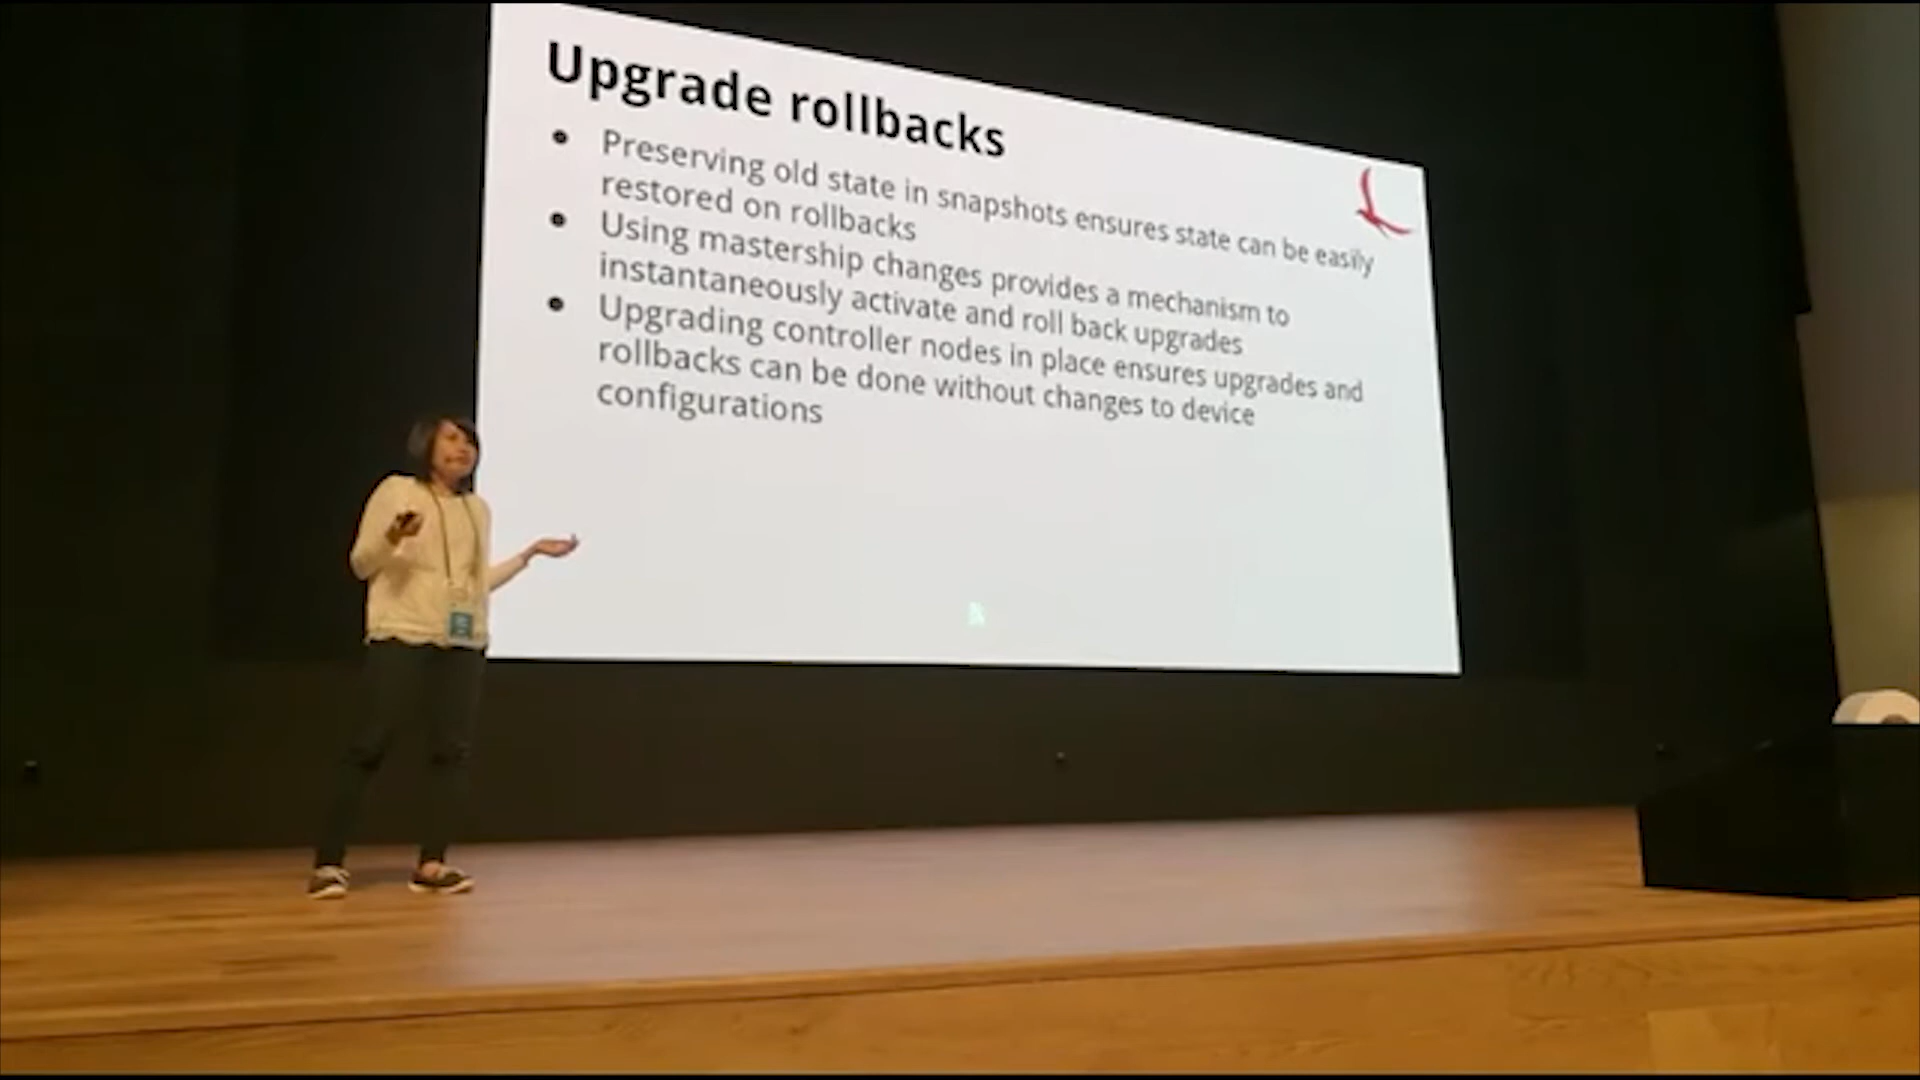 Upgrade rollbacks
● Preserving old state in snapshots ensures state can be easily
restored on rollbacks
● Using mastership changes provides a mechanism to
instantaneously activate and roll back upgrades
● Upgrading controller nodes in place ensures upgrades and
rollbacks can be done without changes to device
configurations